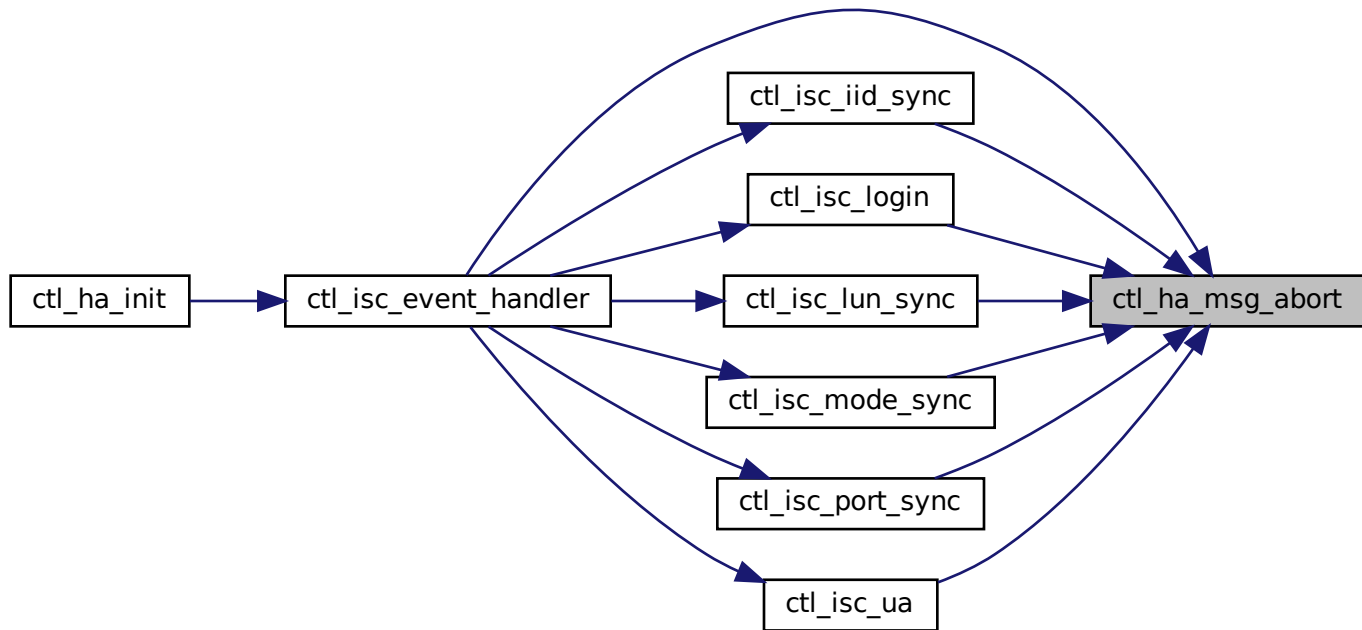 ctl_isc_iid_sync
ctl_isc_login
ctl_ha_init
ctl_isc_event_handler
ctl_isc_lun_sync
ctl_ha_msg_abort
ctl_isc_mode_sync
ctl_isc_port_sync
ctl_isc_ua